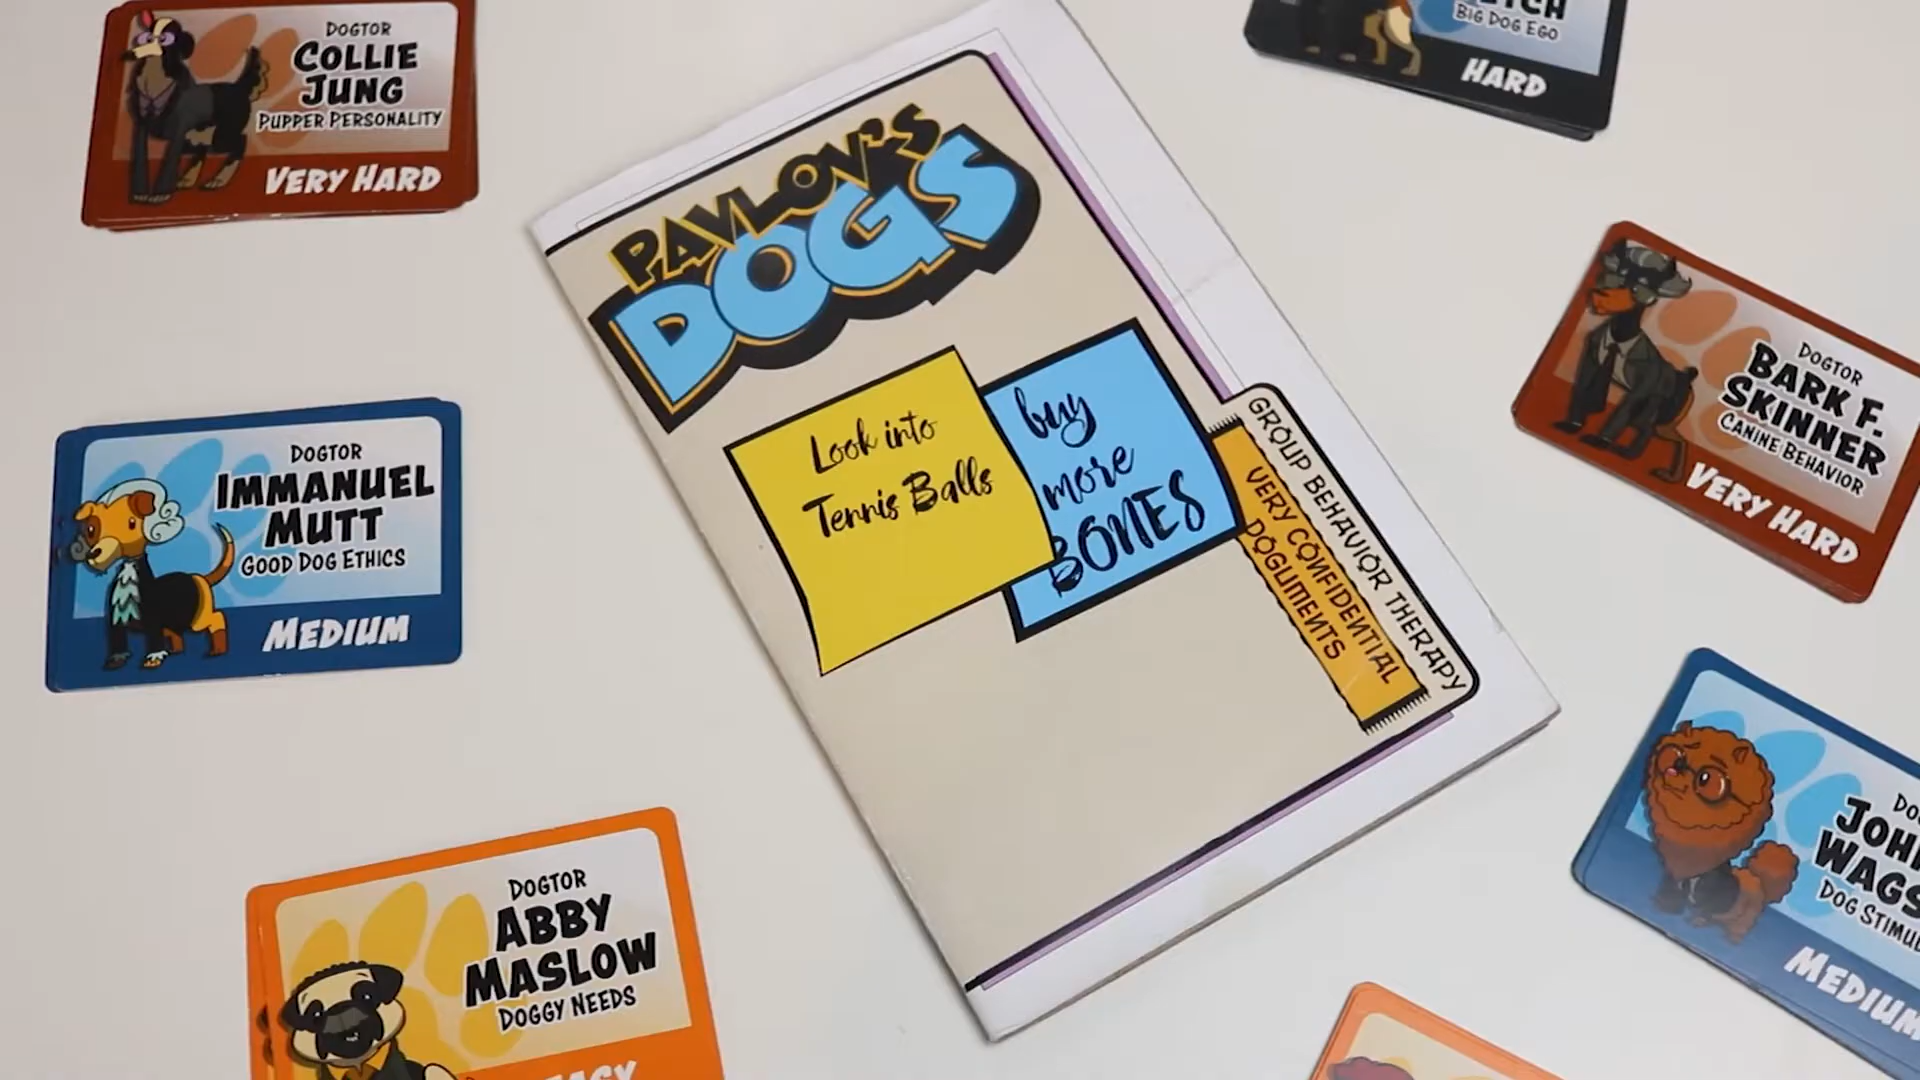 DOGTOR
COLLIE
JUNG
PUPPER PERSONALITY
VERY HARD
BIG DOG EGO
HARD
PAVLOV'S
DOGS
Look into
Tennis Balls
buy
more
BONES
GROUP BEHAVIOR THERAPY
VERY CONFIDENTIAL
DOGUMENTS
DOGTOR
BARK F.
SKINNER
CANINE BEHAVIOR
VERY HARD
DOGTOR
IMMANUEL
MUTT
GOOD DOG ETHICS
MEDIUM
WAGS
MEDIUM
DOGTOR
ABBY
MASLOW
DOGGY NEEDS
EASY